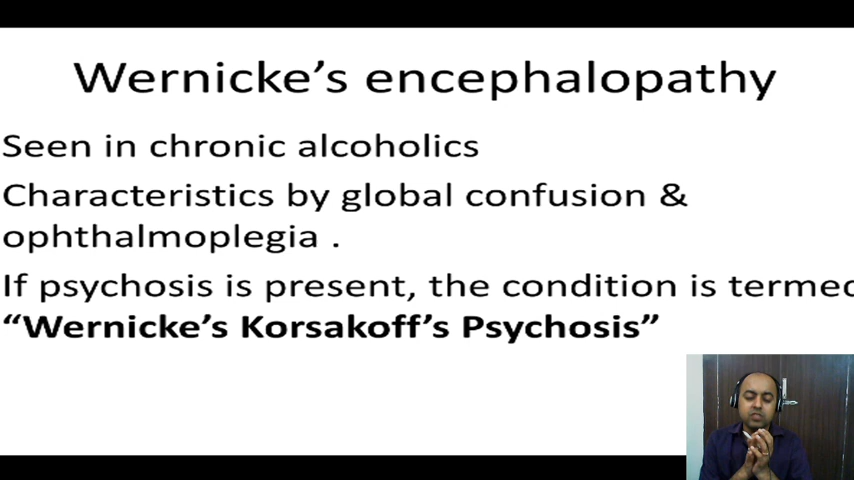 Wernicke's encephalopathy
Seen in chronic alcoholics
Characteristics by global confusion &
ophthalmoplegia .
If psychosis is present, the condition is termed
“Wernicke's Korsakoff's Psychosis”